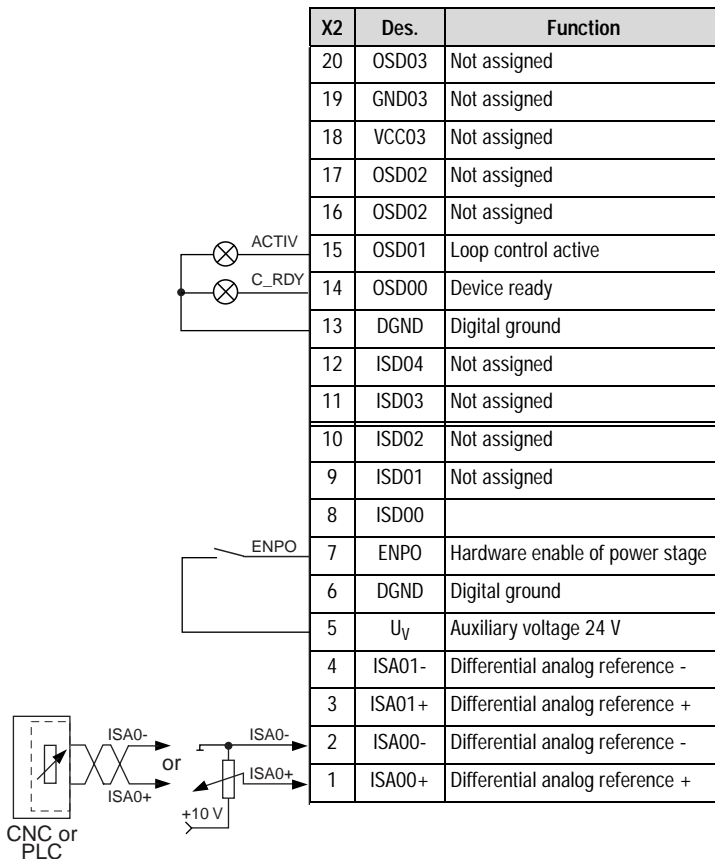 X2 Des. Function
20 OSD03 Not assigned
19 GND03 Not assigned
18 VCC03 Not assigned
17 OSD02 Not assigned
16 OSD02 Not assigned
ACTIV 15 OSD01 Loop control active
C_RDY 14 OSD00 Device ready
13 DGND Digital ground
12 ISD04 Not assigned
11 ISD03 Not assigned
10 ISD02 Not assigned
9 ISD01 Not assigned
8 ISD00
ENPO 7 ENPO Hardware enable of power stage
6 DGND Digital ground
5 UV Auxiliary voltage 24 V
4 ISA01- Differential analog reference -
3 ISA01+ Differential analog reference +
ISA0- or ISA0- 2 ISA00- Differential analog reference -
ISA0+ ISA0+ 1 ISA00+ Differential analog reference +
+10 V
CNC or
PLC